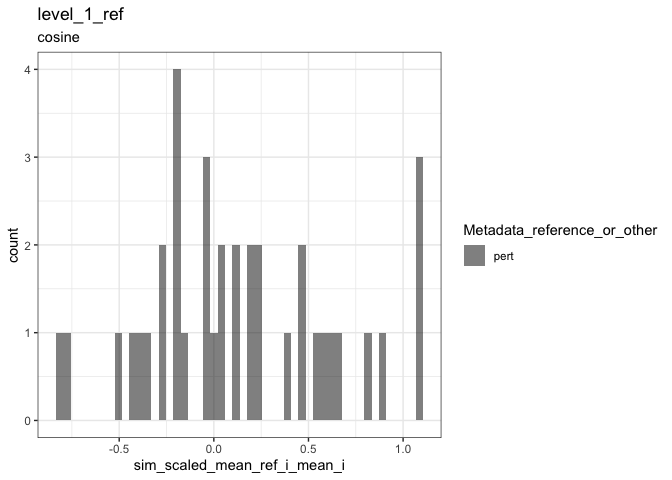 level_1_ref
cosine
4
3
2
1
0
count
-0.5
0.0
0.5
1.0
sim_scaled_mean_ref_i_mean_i
Metadata_reference_or_other
pert